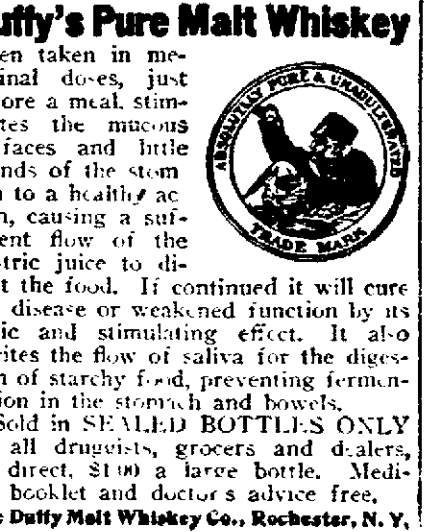 uffy's Pure Malt Whiskey
en taken in me-
inal doses, just
ore a meal, stim-
tes the mucous
faces and little
nds of the stom
h to a healthy ac
n, causing a suf-
ent flow of the
tric juice to di-
t the food. If continued it will cure
disease or weakened function by its
ic and stimulating effect. It also
ites the flow of saliva for the diges-
n of starchy food, preventing fermen-
ion in the stomach and bowels.
Sold in SEALED BOTTLES ONLY
all druggists, grocers and dealers,
direct, $1.00 a large bottle. Medi-
booklet and doctor s advice free.
e Duffy Malt Whiskey Co., Rochester, N. Y.
ABSOLUTELY PURE & UNADULTERATED
TRADE MARK